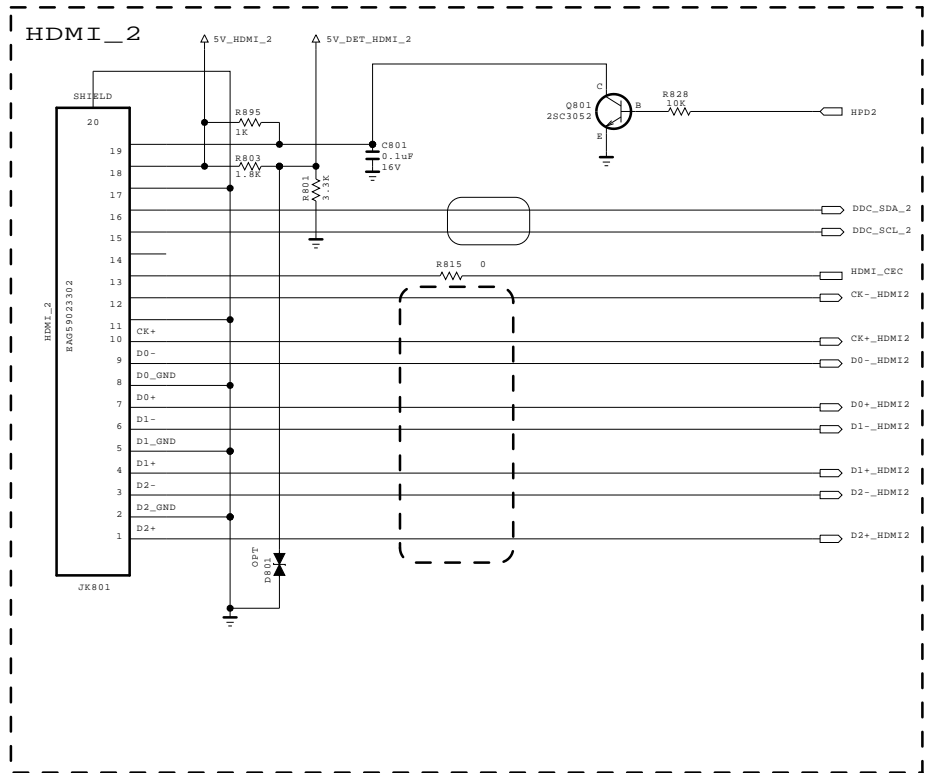 HDMI_2
5V_HDMI_2
5V_DET_HDMI_2
SHIELD
20
R895
1K
C
Q801
2SC3052
B
E
R828
10K
HPD2
19
C801
0.1uF
16V
R803
1.8K
18
R801
3.3K
17
16
DDC_SDA_2
15
DDC_SCL_2
14
13
R815 0
HDMI_CEC
12
CK-_HDMI2
HDMI_2
EAG59023302
11
CK+
10
CK+_HDMI2
D0-
9
D0-_HDMI2
D0_GND
8
D0+
7
D0+_HDMI2
D1-
6
D1-_HDMI2
D1_GND
5
D1+
4
D1+_HDMI2
D2-
3
D2-_HDMI2
D2_GND
2
D2+
1
D2+_HDMI2
OPT
D801
JK801